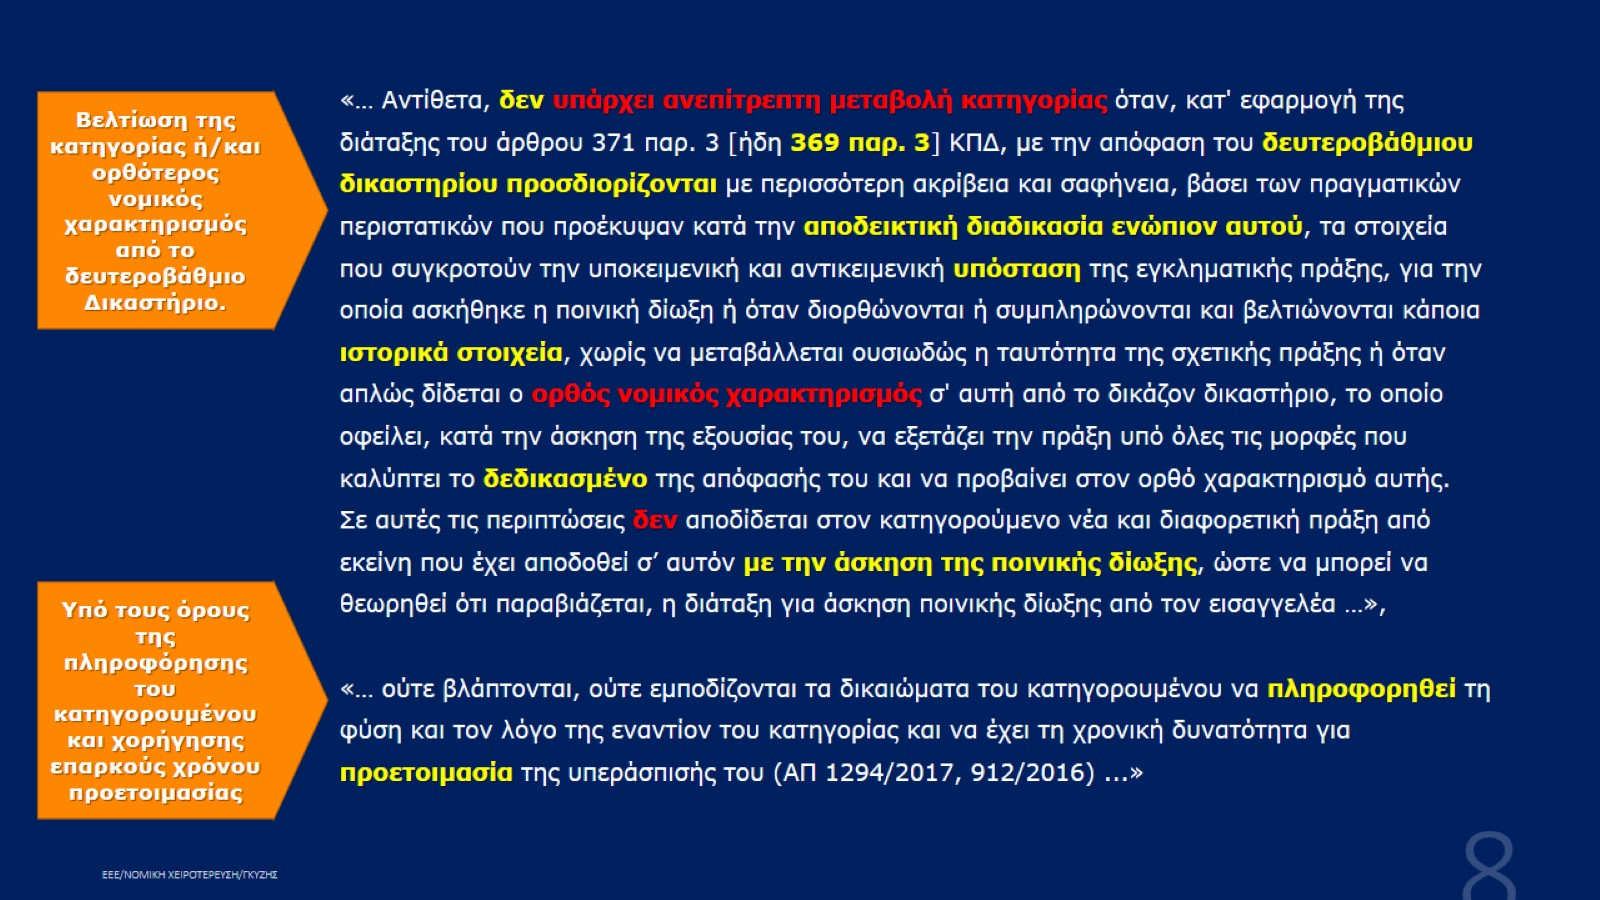 Βελτίωση της
κατηγορίας ή/και
ορθότερος
νομικός
χαρακτηρισμός
από το
δευτεροβάθμιο
Δικαστήριο.
«… Αντίθετα, δεν υπάρχει ανεπίτρεπτη μεταβολή κατηγορίας όταν, κατ' εφαρμογή της
διάταξης του άρθρου 371 παρ. 3 [ήδη 369 παρ. 3] ΚΠΔ, με την απόφαση του δευτεροβάθμιου
δικαστηρίου προσδιορίζονται με περισσότερη ακρίβεια και σαφήνεια, βάσει των πραγματικών
περιστατικών που προέκυψαν κατά την αποδεικτική διαδικασία ενώπιον αυτού, τα στοιχεία
που συγκροτούν την υποκειμενική και αντικειμενική υπόσταση της εγκληματικής πράξης, για την
οποία ασκήθηκε η ποινική δίωξη ή όταν διορθώνονται ή συμπληρώνονται και βελτιώνονται κάποια
ιστορικά στοιχεία, χωρίς να μεταβάλλεται ουσιωδώς η ταυτότητα της σχετικής πράξης ή όταν
απλώς δίδεται ο ορθός νομικός χαρακτηρισμός σ' αυτή από το δικάζον δικαστήριο, το οποίο
οφείλει, κατά την άσκηση της εξουσίας του, να εξετάζει την πράξη υπό όλες τις μορφές που
καλύπτει το δεδικασμένο της απόφασής του και να προβαίνει στον ορθό χαρακτηρισμό αυτής.
Σε αυτές τις περιπτώσεις δεν αποδίδεται στον κατηγορούμενο νέα και διαφορετική πράξη από
εκείνη που έχει αποδοθεί σ’ αυτόν με την άσκηση της ποινικής δίωξης, ώστε να μπορεί να
θεωρηθεί ότι παραβιάζεται, η διάταξη για άσκηση ποινικής δίωξης από τον εισαγγελέα …»,
Υπό τους όρους
της
πληροφόρησης
του
κατηγορουμένου
και χορήγησης
επαρκούς χρόνου
προετοιμασίας
«… ούτε βλάπτονται, ούτε εμποδίζονται τα δικαιώματα του κατηγορουμένου να πληροφορηθεί τη
φύση και τον λόγο της εναντίον του κατηγορίας και να έχει τη χρονική δυνατότητα για
προετοιμασία της υπεράσπισής του (ΑΠ 1294/2017, 912/2016) ...»
ΕΕΕ/ΝΟΜΙΚΗ ΧΕΙΡΟΤΕΡΕΥΣΗ/ΓΚΥΖΗΣ
8